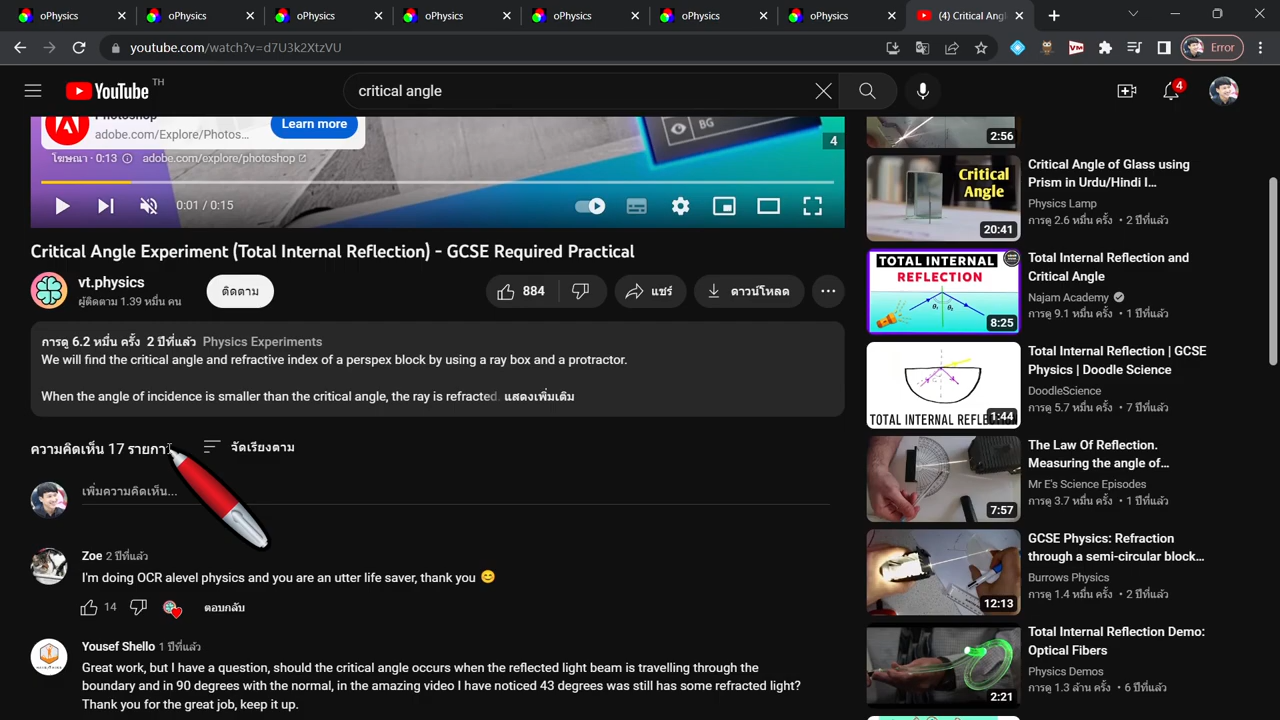 oPhysics
oPhysics
oPhysics
oPhysics
oPhysics
oPhysics
oPhysics
(4) Critical Ang
youtube.com/watch?v=d7U3k2XtzVU
Error
YouTube TH
critical angle
4
Photoshop
adobe.com/Explore/Photos...
Learn more
โฆษณา · 0:13
adobe.com/explore/photoshop
BG
4
0:01 / 0:15
Critical Angle Experiment (Total Internal Reflection) - GCSE Required Practical
vt.physics
ผู้ติดตาม 1.39 หมื่น คน
ติดตาม
884
แชร์
ดาวน์โหลด
การดู 6.2 หมื่น ครั้ง 2 ปีที่แล้ว Physics Experiments
We will find the critical angle and refractive index of a perspex block by using a ray box and a protractor.
When the angle of incidence is smaller than the critical angle, the ray is refracted. แสดงเพิ่มเติม
ความคิดเห็น 17 รายการ
จัดเรียงตาม
เพิ่มความคิดเห็น...
Zoe 2 ปีที่แล้ว
I'm doing OCR alevel physics and you are an utter life saver, thank you 😊
14
ตอบกลับ
Yousef Shello 1 ปีที่แล้ว
Great work, but I have a question, should the critical angle occurs when the reflected light beam is travelling through the
boundary and in 90 degrees with the normal, in the amazing video I have noticed 43 degrees was still has some refracted light?
Thank you for the great job, keep it up.
2:56
Critical
Angle
20:41
Critical Angle of Glass using
Prism in Urdu/Hindi I...
Physics Lamp
การดู 2.6 หมื่น ครั้ง • 2 ปีที่แล้ว
TOTAL INTERNAL
REFLECTION
8:25
Total Internal Reflection and
Critical Angle
Najam Academy
การดู 9.1 หมื่น ครั้ง • 1 ปีที่แล้ว
TOTAL INTERNAL REFLE
1:44
Total Internal Reflection | GCSE
Physics | Doodle Science
DoodleScience
การดู 5.7 หมื่น ครั้ง • 7 ปีที่แล้ว
7:57
The Law Of Reflection.
Measuring the angle of...
Mr E's Science Episodes
การดู 3.7 หมื่น ครั้ง • 1 ปีที่แล้ว
12:13
GCSE Physics: Refraction
through a semi-circular block...
Burrows Physics
การดู 1.4 หมื่น ครั้ง • 2 ปีที่แล้ว
2:21
Total Internal Reflection Demo:
Optical Fibers
Physics Demos
การดู 1.3 ล้าน ครั้ง • 6 ปีที่แล้ว